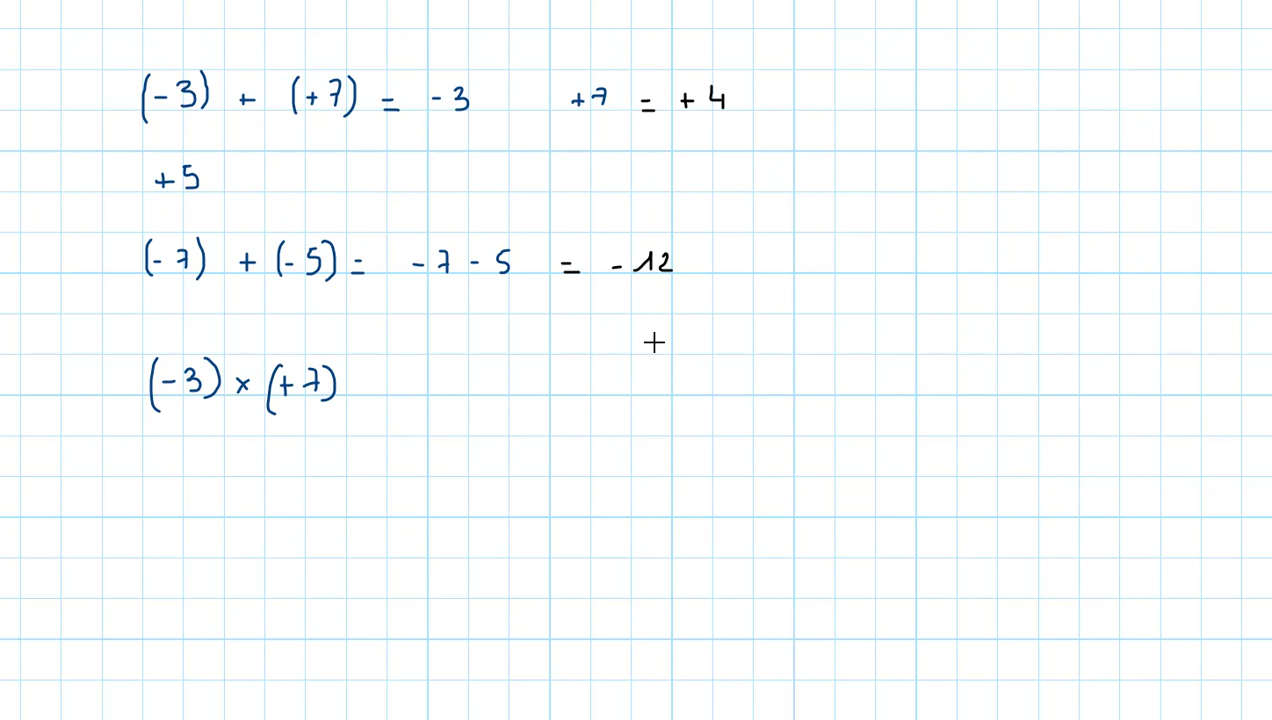 (-3) + (+7) = -3 +7 = +4
+5
(-7) + (-5) = -7 - 5 = -12
(-3) × (+7)